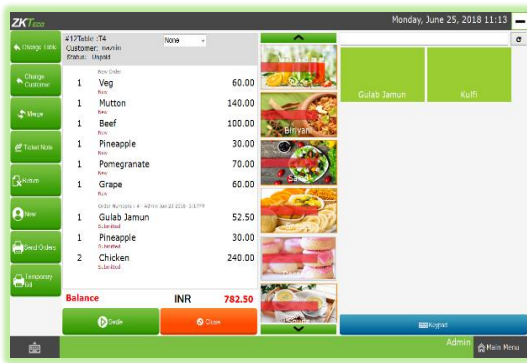 ZKTeco
Monday, June 25, 2018 11:13
Change Table
Change Customer
Merge
Ticket Note
Return
New
Send Orders
Temporary Bill
#12Table :T4
None
Customer:
Status: Unpaid
New Order
1 Veg 60.00
New
1 Mutton 140.00
New
1 Beef 100.00
New
1 Pineapple 30.00
New
1 Pomegranate 70.00
New
1 Grape 60.00
New
1 Gulab Jamun 52.50
Submitted
1 Pineapple 30.00
Submitted
2 Chicken 240.00
Submitted
Balance INR 782.50
Settle
Close
Biriyani
Salad
Gulab Jamun
Kulfi
Keypad
Admin
Main Menu